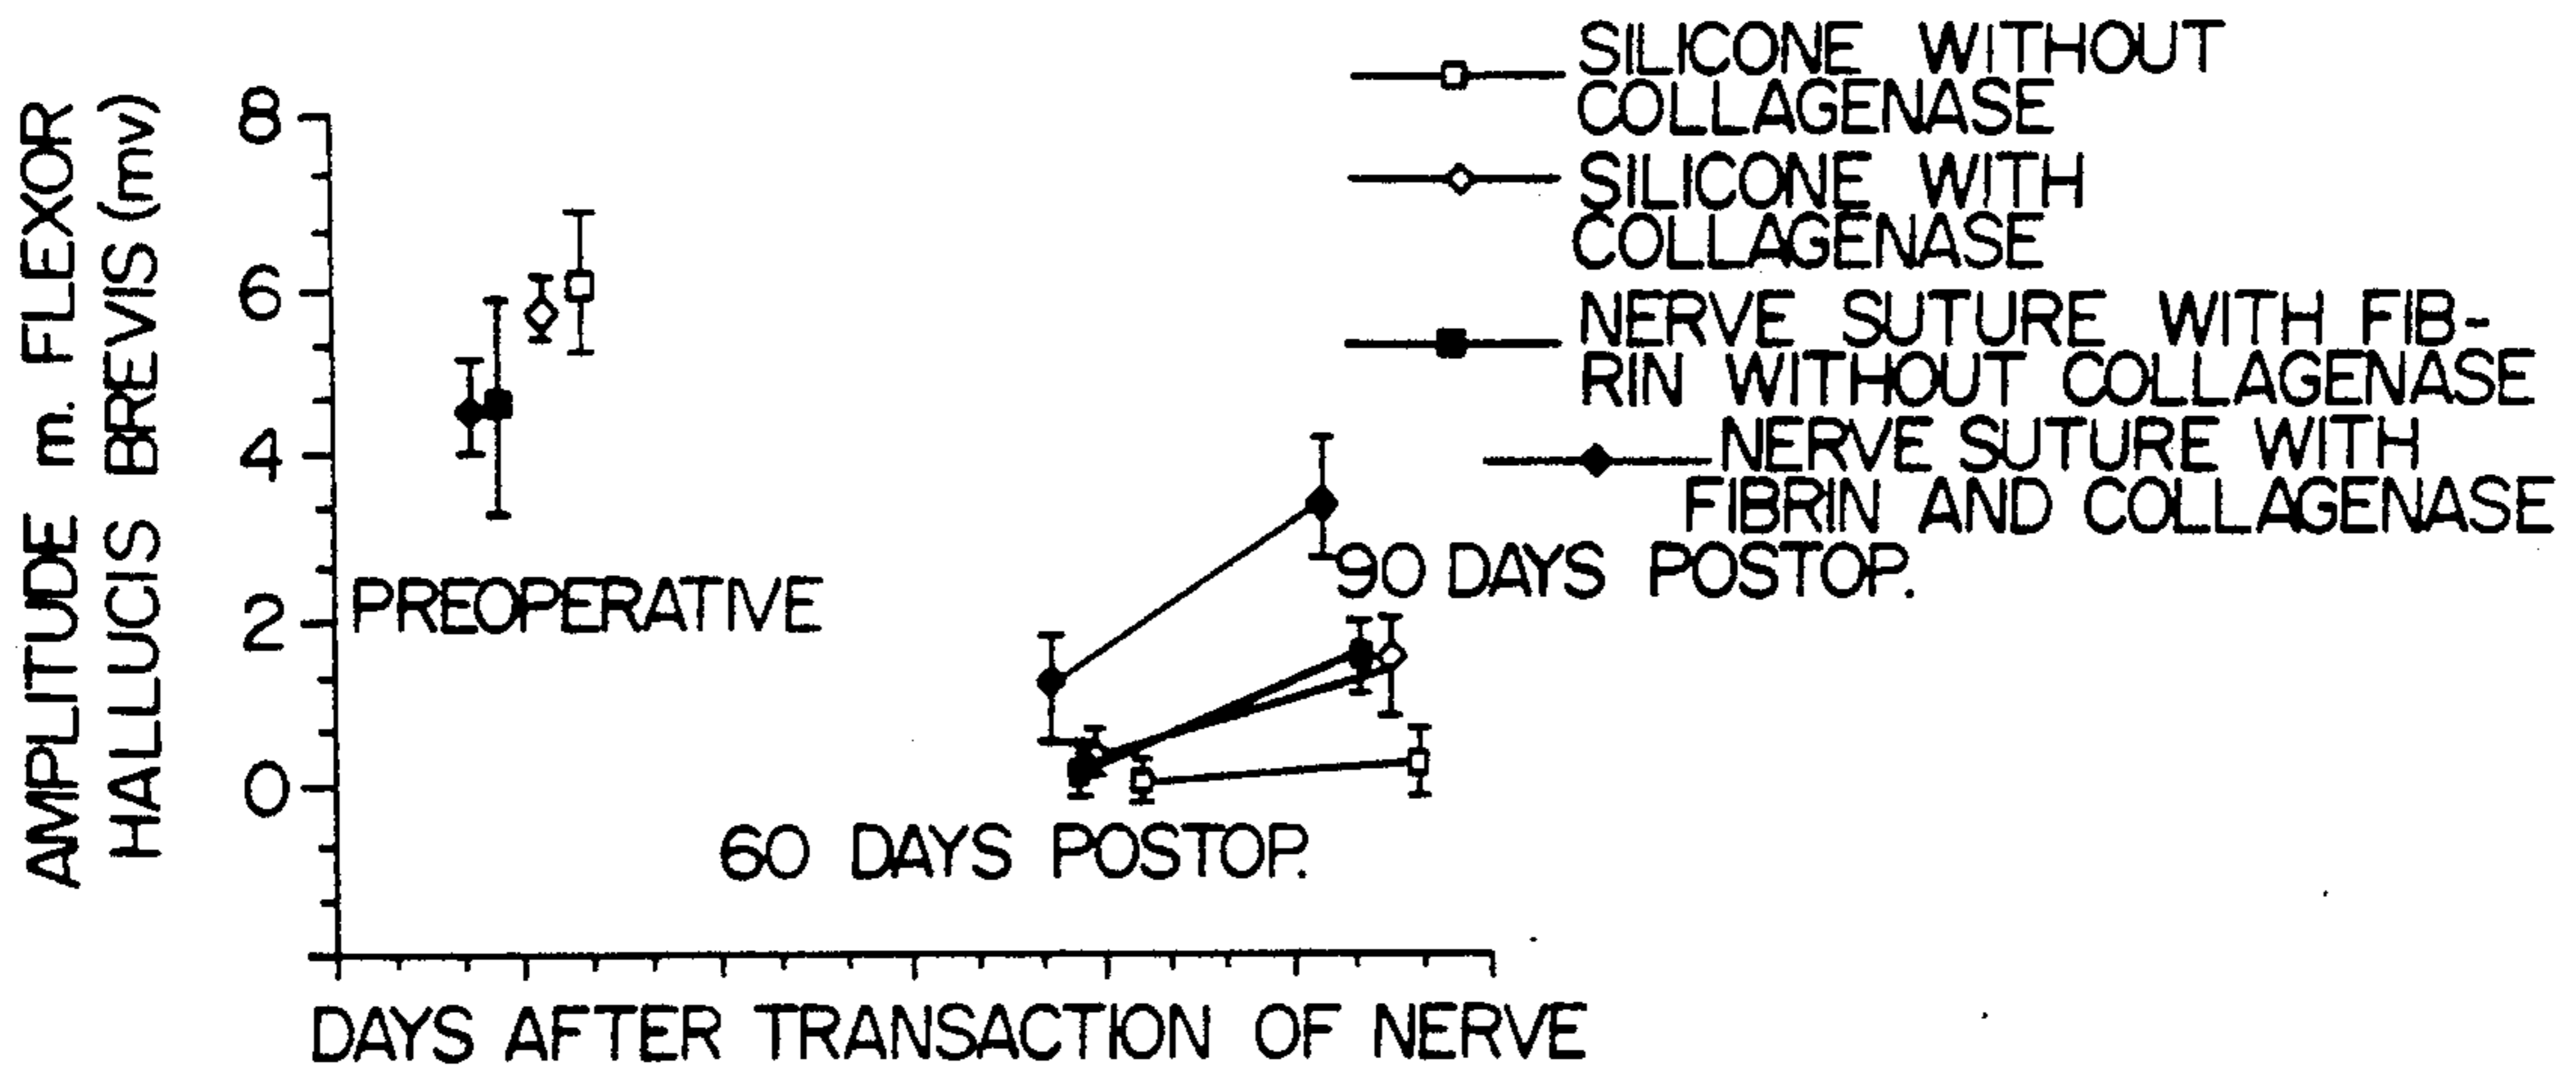 SILICONE WITHOUT
COLLAGENASE
SILICONE WITH
COLLAGENASE
NERVE SUTURE WITH FIB-
RIN WITHOUT COLLAGENASE
NERVE SUTURE WITH
FIBRIN AND COLLAGENASE
AMPLITUDE m. FLEXOR
HALLUCIS BREVIS (mv)
8
6
4
2
0
PREOPERATIVE
90 DAYS POSTOP.
60 DAYS POSTOP.
DAYS AFTER TRANSACTION OF NERVE